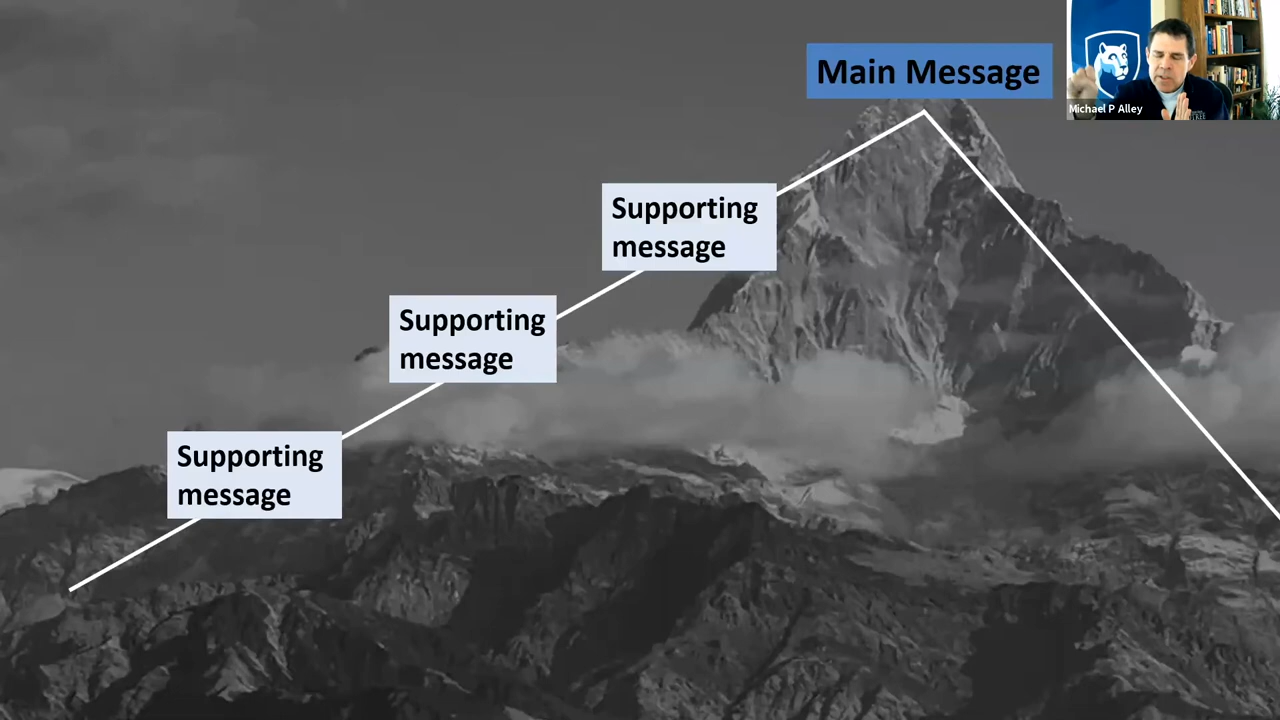 Main Message
Michael P Alley
Supporting
message
Supporting
message
Supporting
message